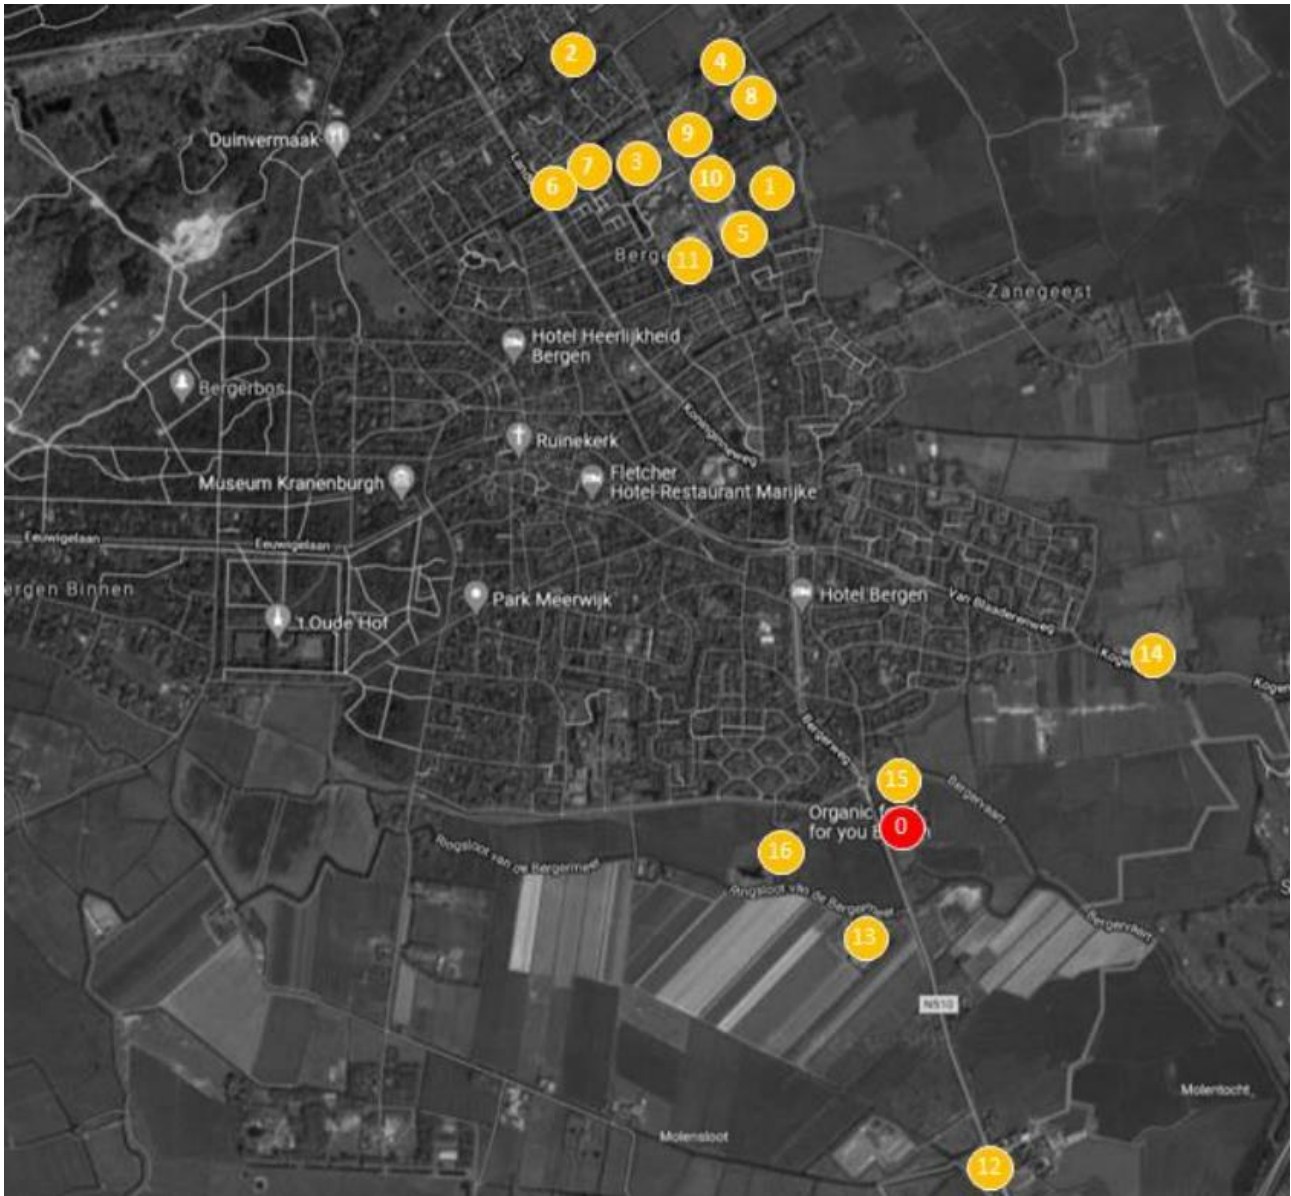 2
4
8
Duinvermaak
9
7
3
6
10
1
5
11
Zanegeest
Hotel Heerlijkheid
Bergen
Bergerbos
Koninginneweg
Ruinekerk
Fletcher
Hotel-Restaurant Marijke
Museum Kranenburgh
Eeuwigelaan
Eeuwigelaan
ergen Binnen
Park Meerwijk
Hotel Bergen
Van Blaaderenweg
't Oude Hof
14
Bergerweg
15
Bergervaart
Organic
for you
0
16
Ringsloot van de Bergermeer
Ringsloot van de Bergermeer
Bergervaart
13
N510
Molentocht
Molensloot
12